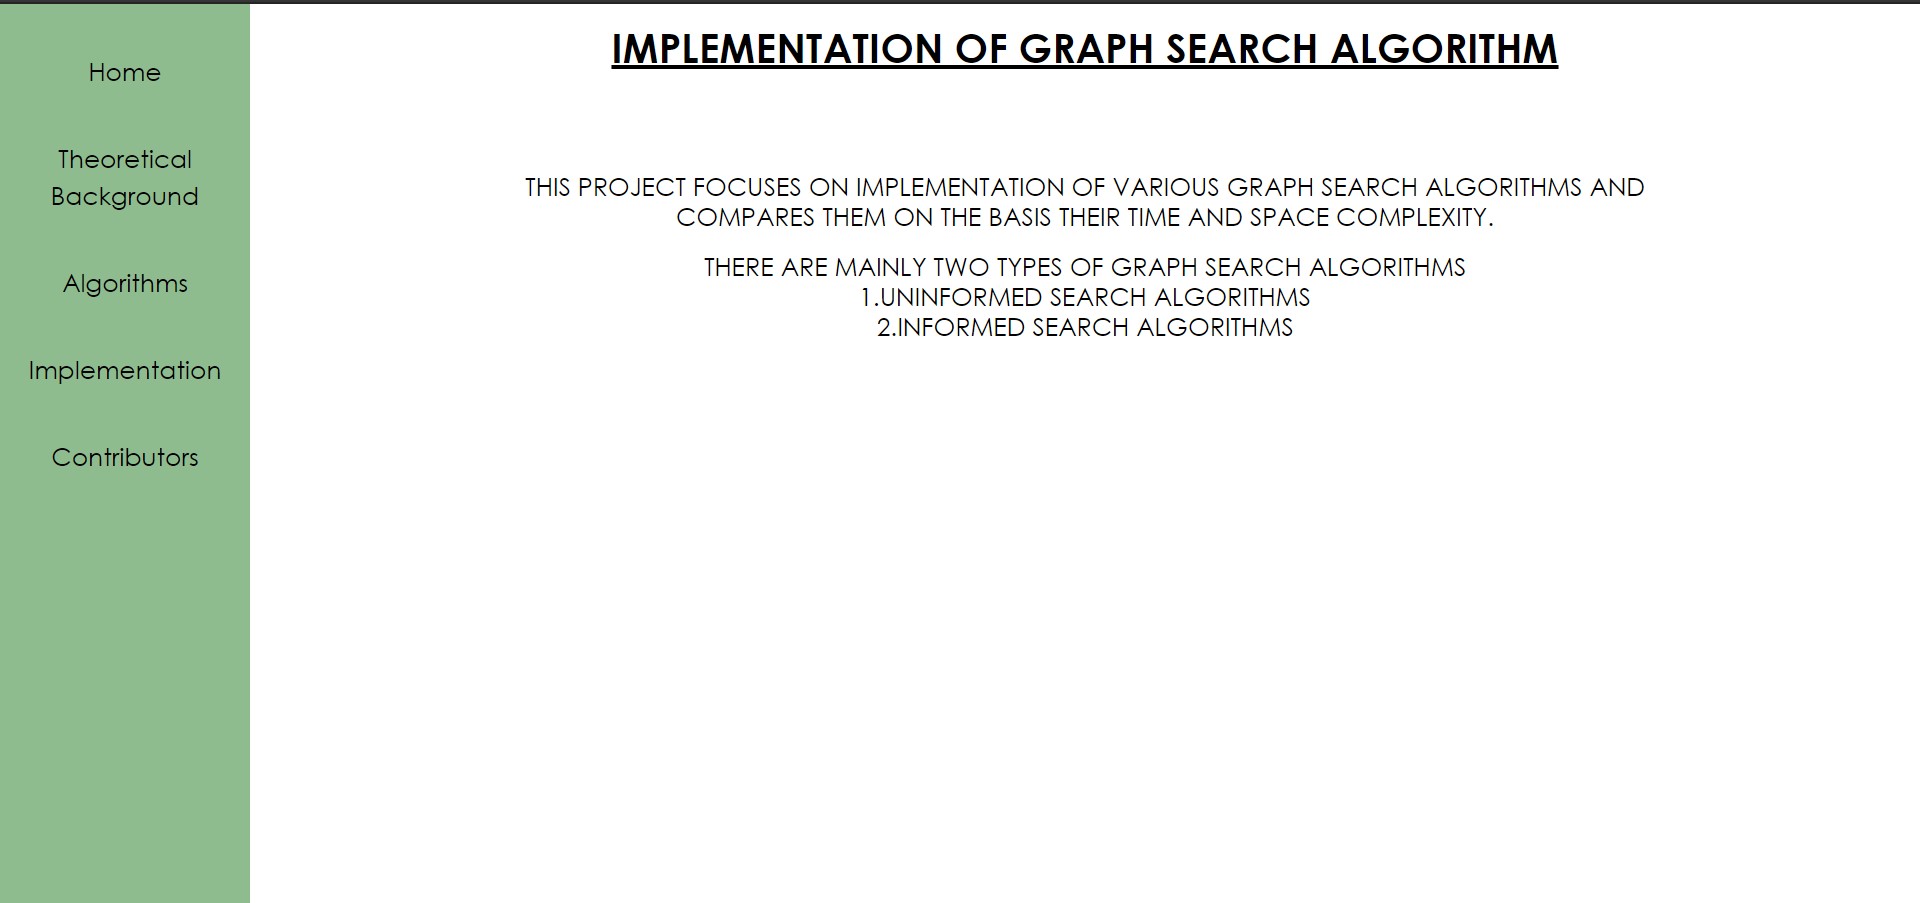 Home
Theoretical
Background
Algorithms
Implementation
Contributors
IMPLEMENTATION OF GRAPH SEARCH ALGORITHM
THIS PROJECT FOCUSES ON IMPLEMENTATION OF VARIOUS GRAPH SEARCH ALGORITHMS AND
COMPARES THEM ON THE BASIS THEIR TIME AND SPACE COMPLEXITY.
THERE ARE MAINLY TWO TYPES OF GRAPH SEARCH ALGORITHMS
1.UNINFORMED SEARCH ALGORITHMS
2.INFORMED SEARCH ALGORITHMS